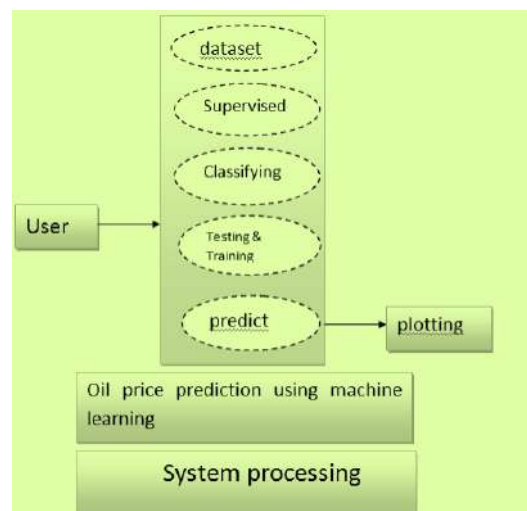 dataset
Supervised
Classifying
User
Testing &
Training
predict
plotting
Oil price prediction using machine
learning
System processing